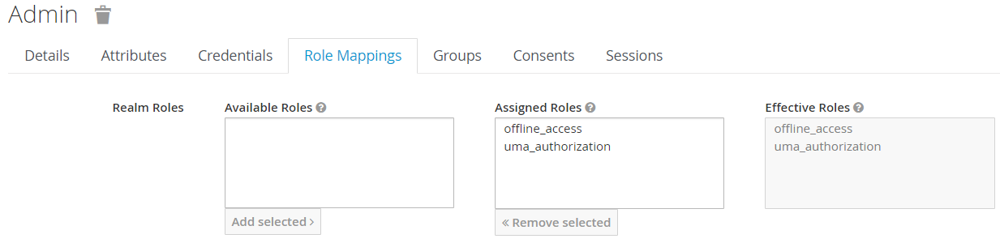 Admin
Details Attributes Credentials Role Mappings Groups Consents Sessions
Realm Roles Available Roles Assigned Roles Effective Roles
offline_access offline_access
uma_authorization uma_authorization
Add selected > « Remove selected